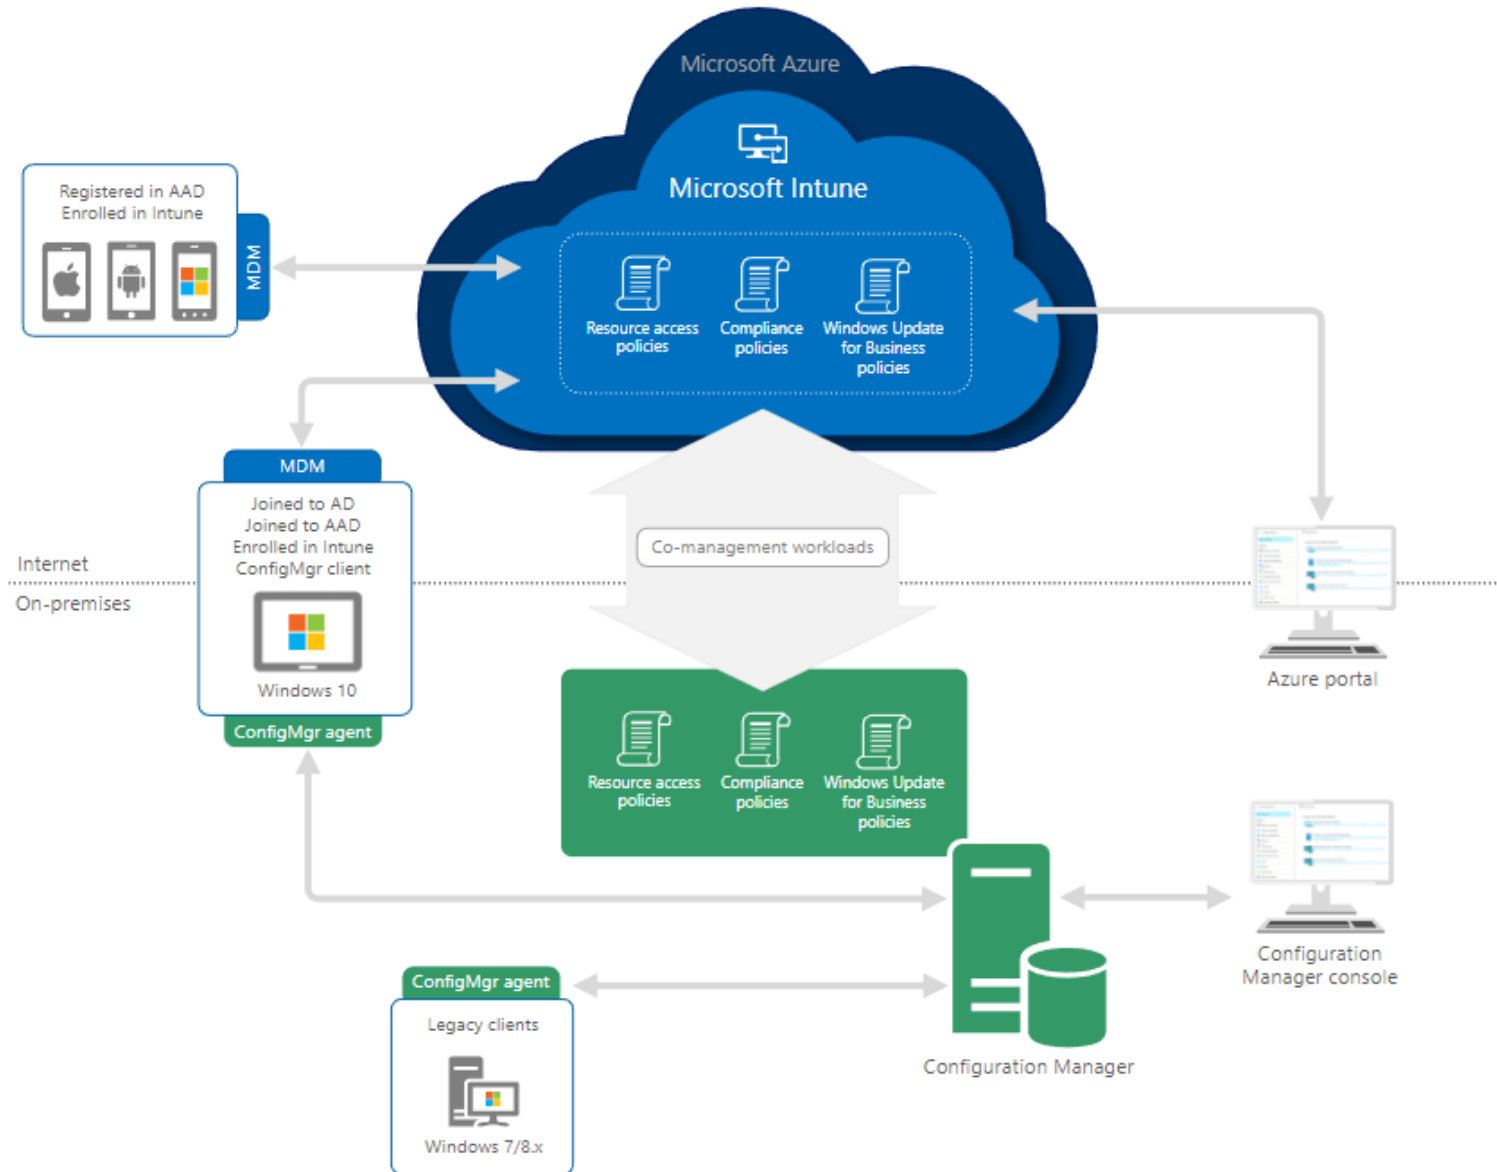 Microsoft Azure
Microsoft Intune
Registered in AAD
Enrolled in Intune
MDM
Resource access
policies
Compliance
policies
Windows Update
for Business
policies
MDM
Joined to AD
Joined to AAD
Enrolled in Intune
ConfigMgr client
Windows 10
ConfigMgr agent
Co-management workloads
Internet
On-premises
Azure portal
Resource access
policies
Compliance
policies
Windows Update
for Business
policies
Configuration
Manager console
ConfigMgr agent
Legacy clients
Windows 7/8.x
Configuration Manager